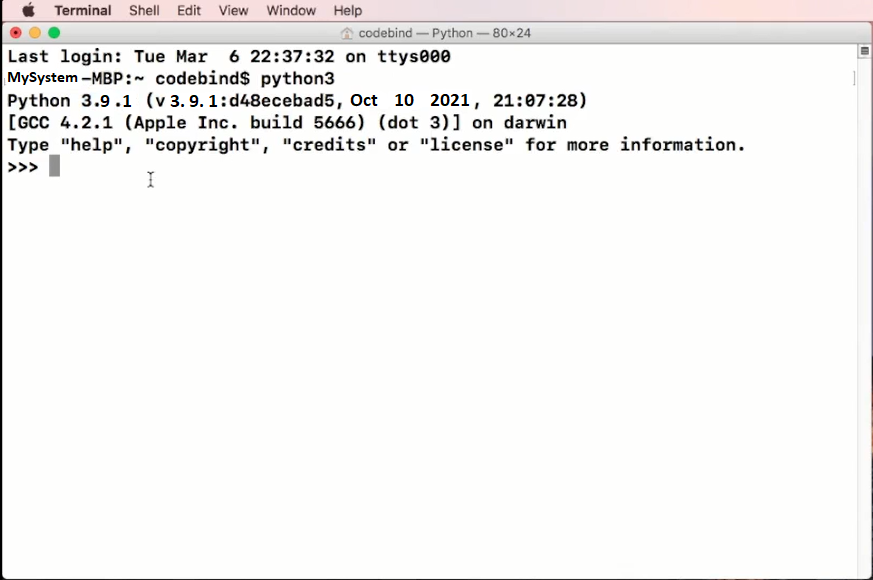 Terminal Shell Edit View Window Help
codebind — Python — 80×24
Last login: Tue Mar  6 22:37:32 on ttys000
MySystem-MBP:~ codebind$ python3
Python 3.9.1 (v3.9.1:d48ecebad5, Oct 10 2021, 21:07:28)
[GCC 4.2.1 (Apple Inc. build 5666) (dot 3)] on darwin
Type "help", "copyright", "credits" or "license" for more information.
>>>